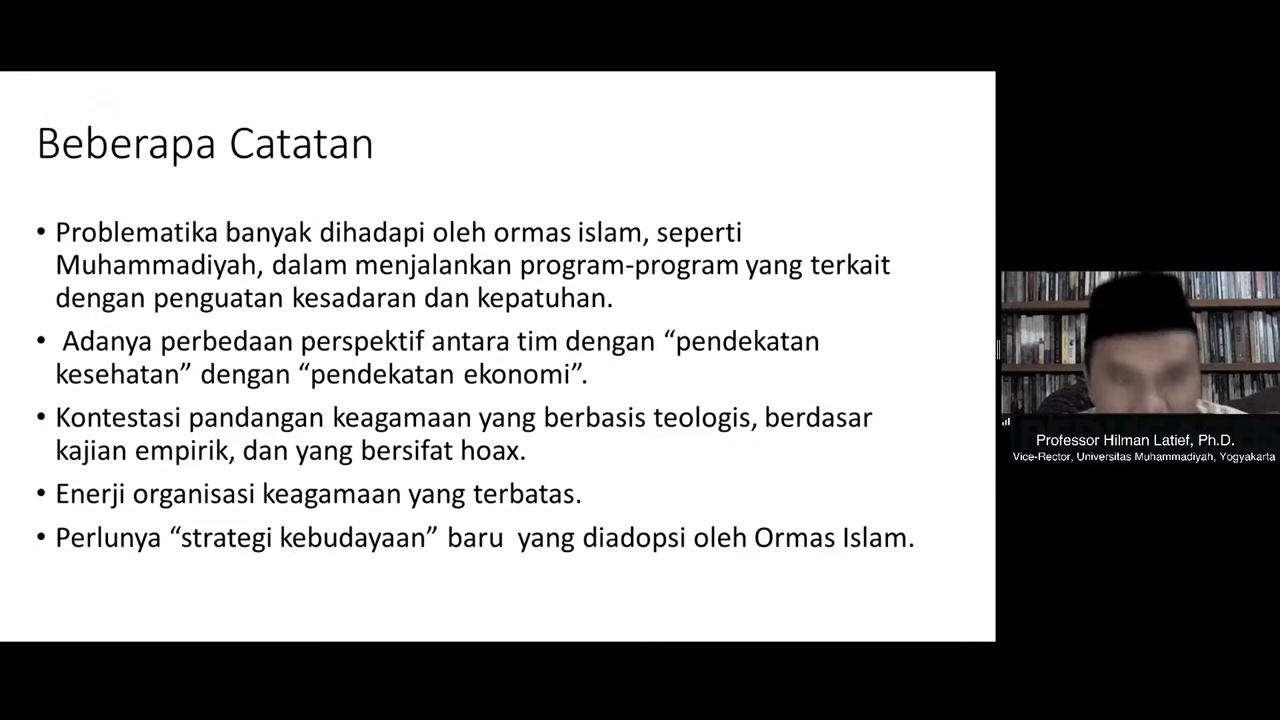 Beberapa Catatan
• Problematika banyak dihadapi oleh ormas islam, seperti
Muhammadiyah, dalam menjalankan program-program yang terkait
dengan penguatan kesadaran dan kepatuhan.
• Adanya perbedaan perspektif antara tim dengan “pendekatan
kesehatan” dengan “pendekatan ekonomi”.
• Kontestasi pandangan keagamaan yang berbasis teologis, berdasar
kajian empirik, dan yang bersifat hoax.
• Enerji organisasi keagamaan yang terbatas.
• Perlunya “strategi kebudayaan” baru yang diadopsi oleh Ormas Islam.
Professor Hilman Latief, Ph.D.
Vice-Rector, Universitas Muhammadiyah, Yogyakarta